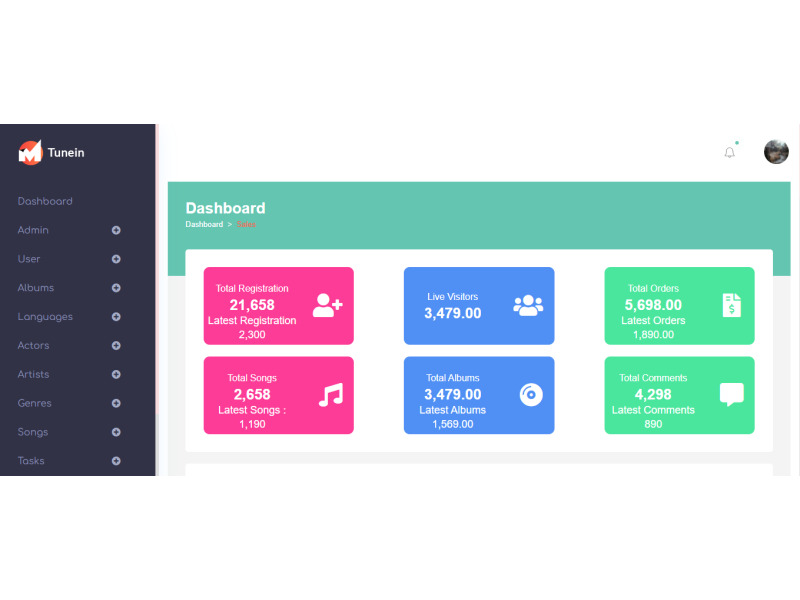 Tunein
Dashboard
Admin
User
Albums
Languages
Actors
Artists
Genres
Songs
Tasks
Dashboard
Dashboard > Sales
Total Registration
21,658
Latest Registration
2,300
Live Visitors
3,479.00
Total Orders
5,698.00
Latest Orders
1,890.00
Total Songs
2,658
Latest Songs :
1,190
Total Albums
3,479.00
Latest Albums
1,569.00
Total Comments
4,298
Latest Comments
890